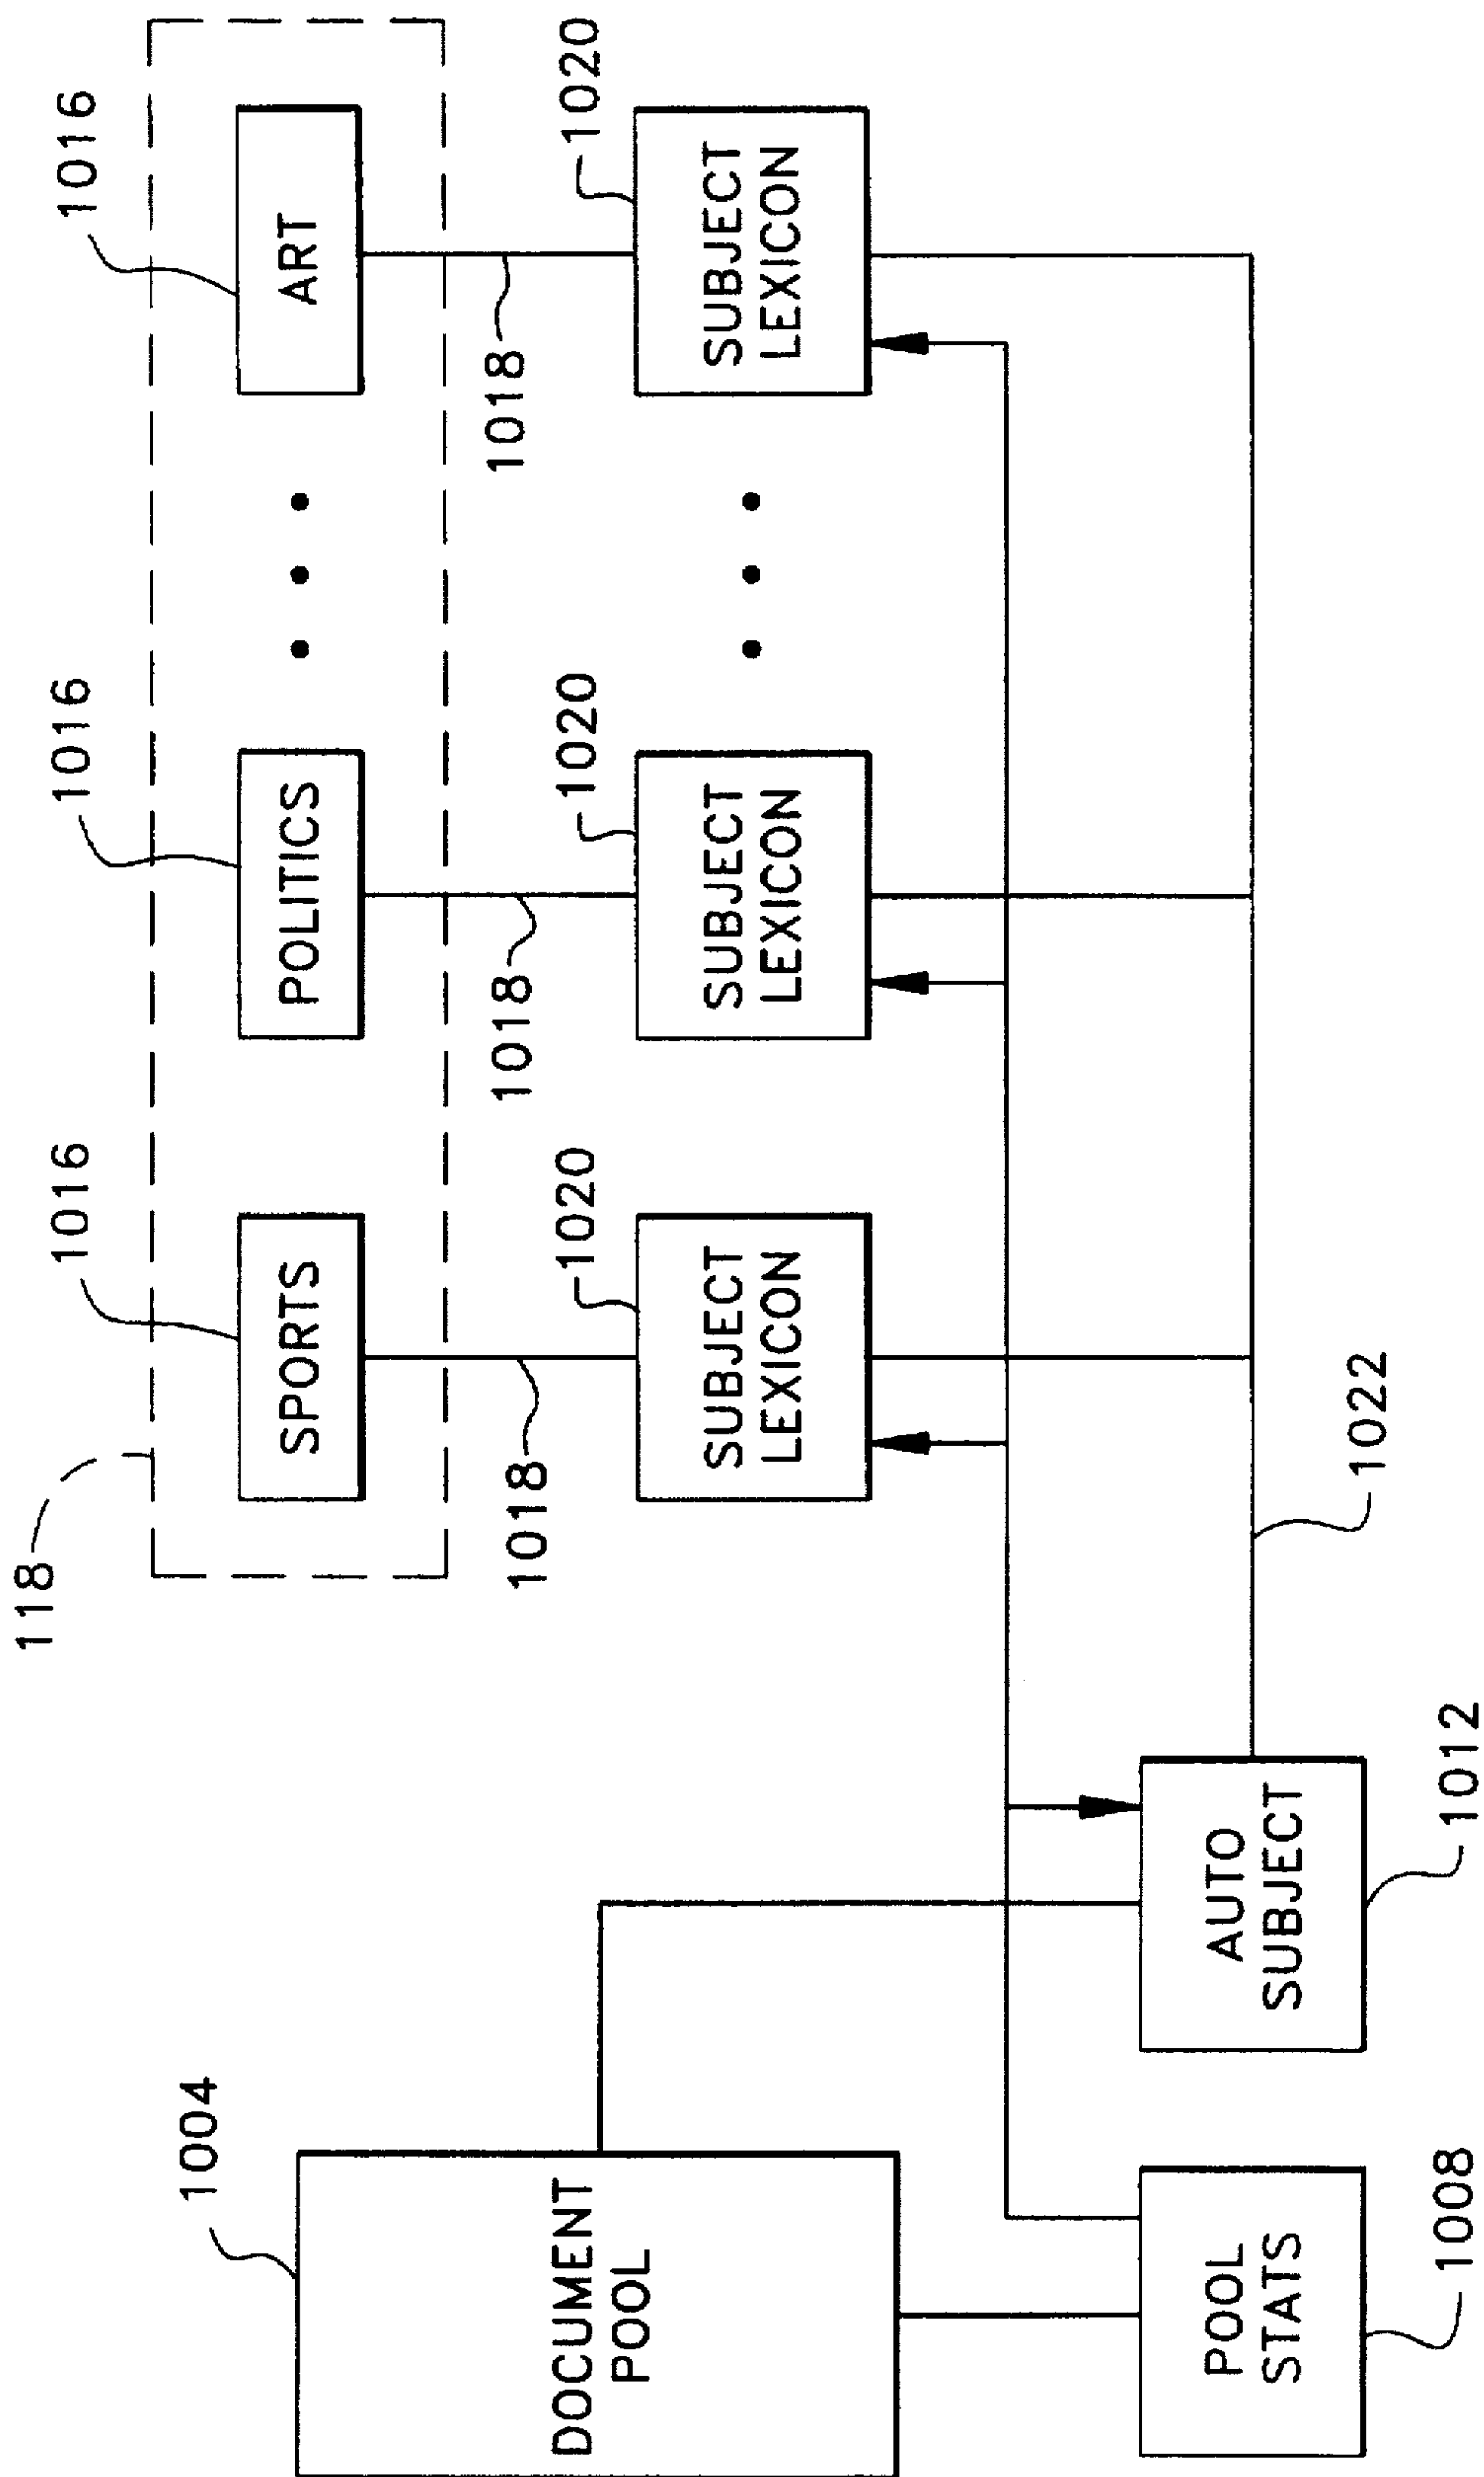 118
1016
1016
1016
1004
SPORTS
POLITICS
ART
1018
1018
1018
1020
1020
1020
DOCUMENT
POOL
SUBJECT
LEXICON
SUBJECT
LEXICON
SUBJECT
LEXICON
POOL
STATS
AUTO
SUBJECT
1022
1008
1012